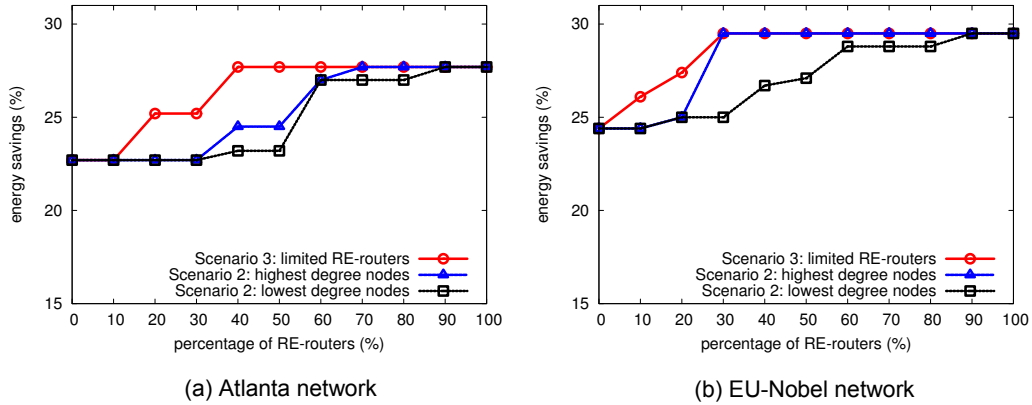 30
25
20
15
energy savings (%)
Scenario 3: limited RE-routers
Scenario 2: highest degree nodes
Scenario 2: lowest degree nodes
0 10 20 30 40 50 60 70 80 90 100
percentage of RE-routers (%)
(a) Atlanta network
30
25
20
15
energy savings (%)
Scenario 3: limited RE-routers
Scenario 2: highest degree nodes
Scenario 2: lowest degree nodes
0 10 20 30 40 50 60 70 80 90 100
percentage of RE-routers (%)
(b) EU-Nobel network